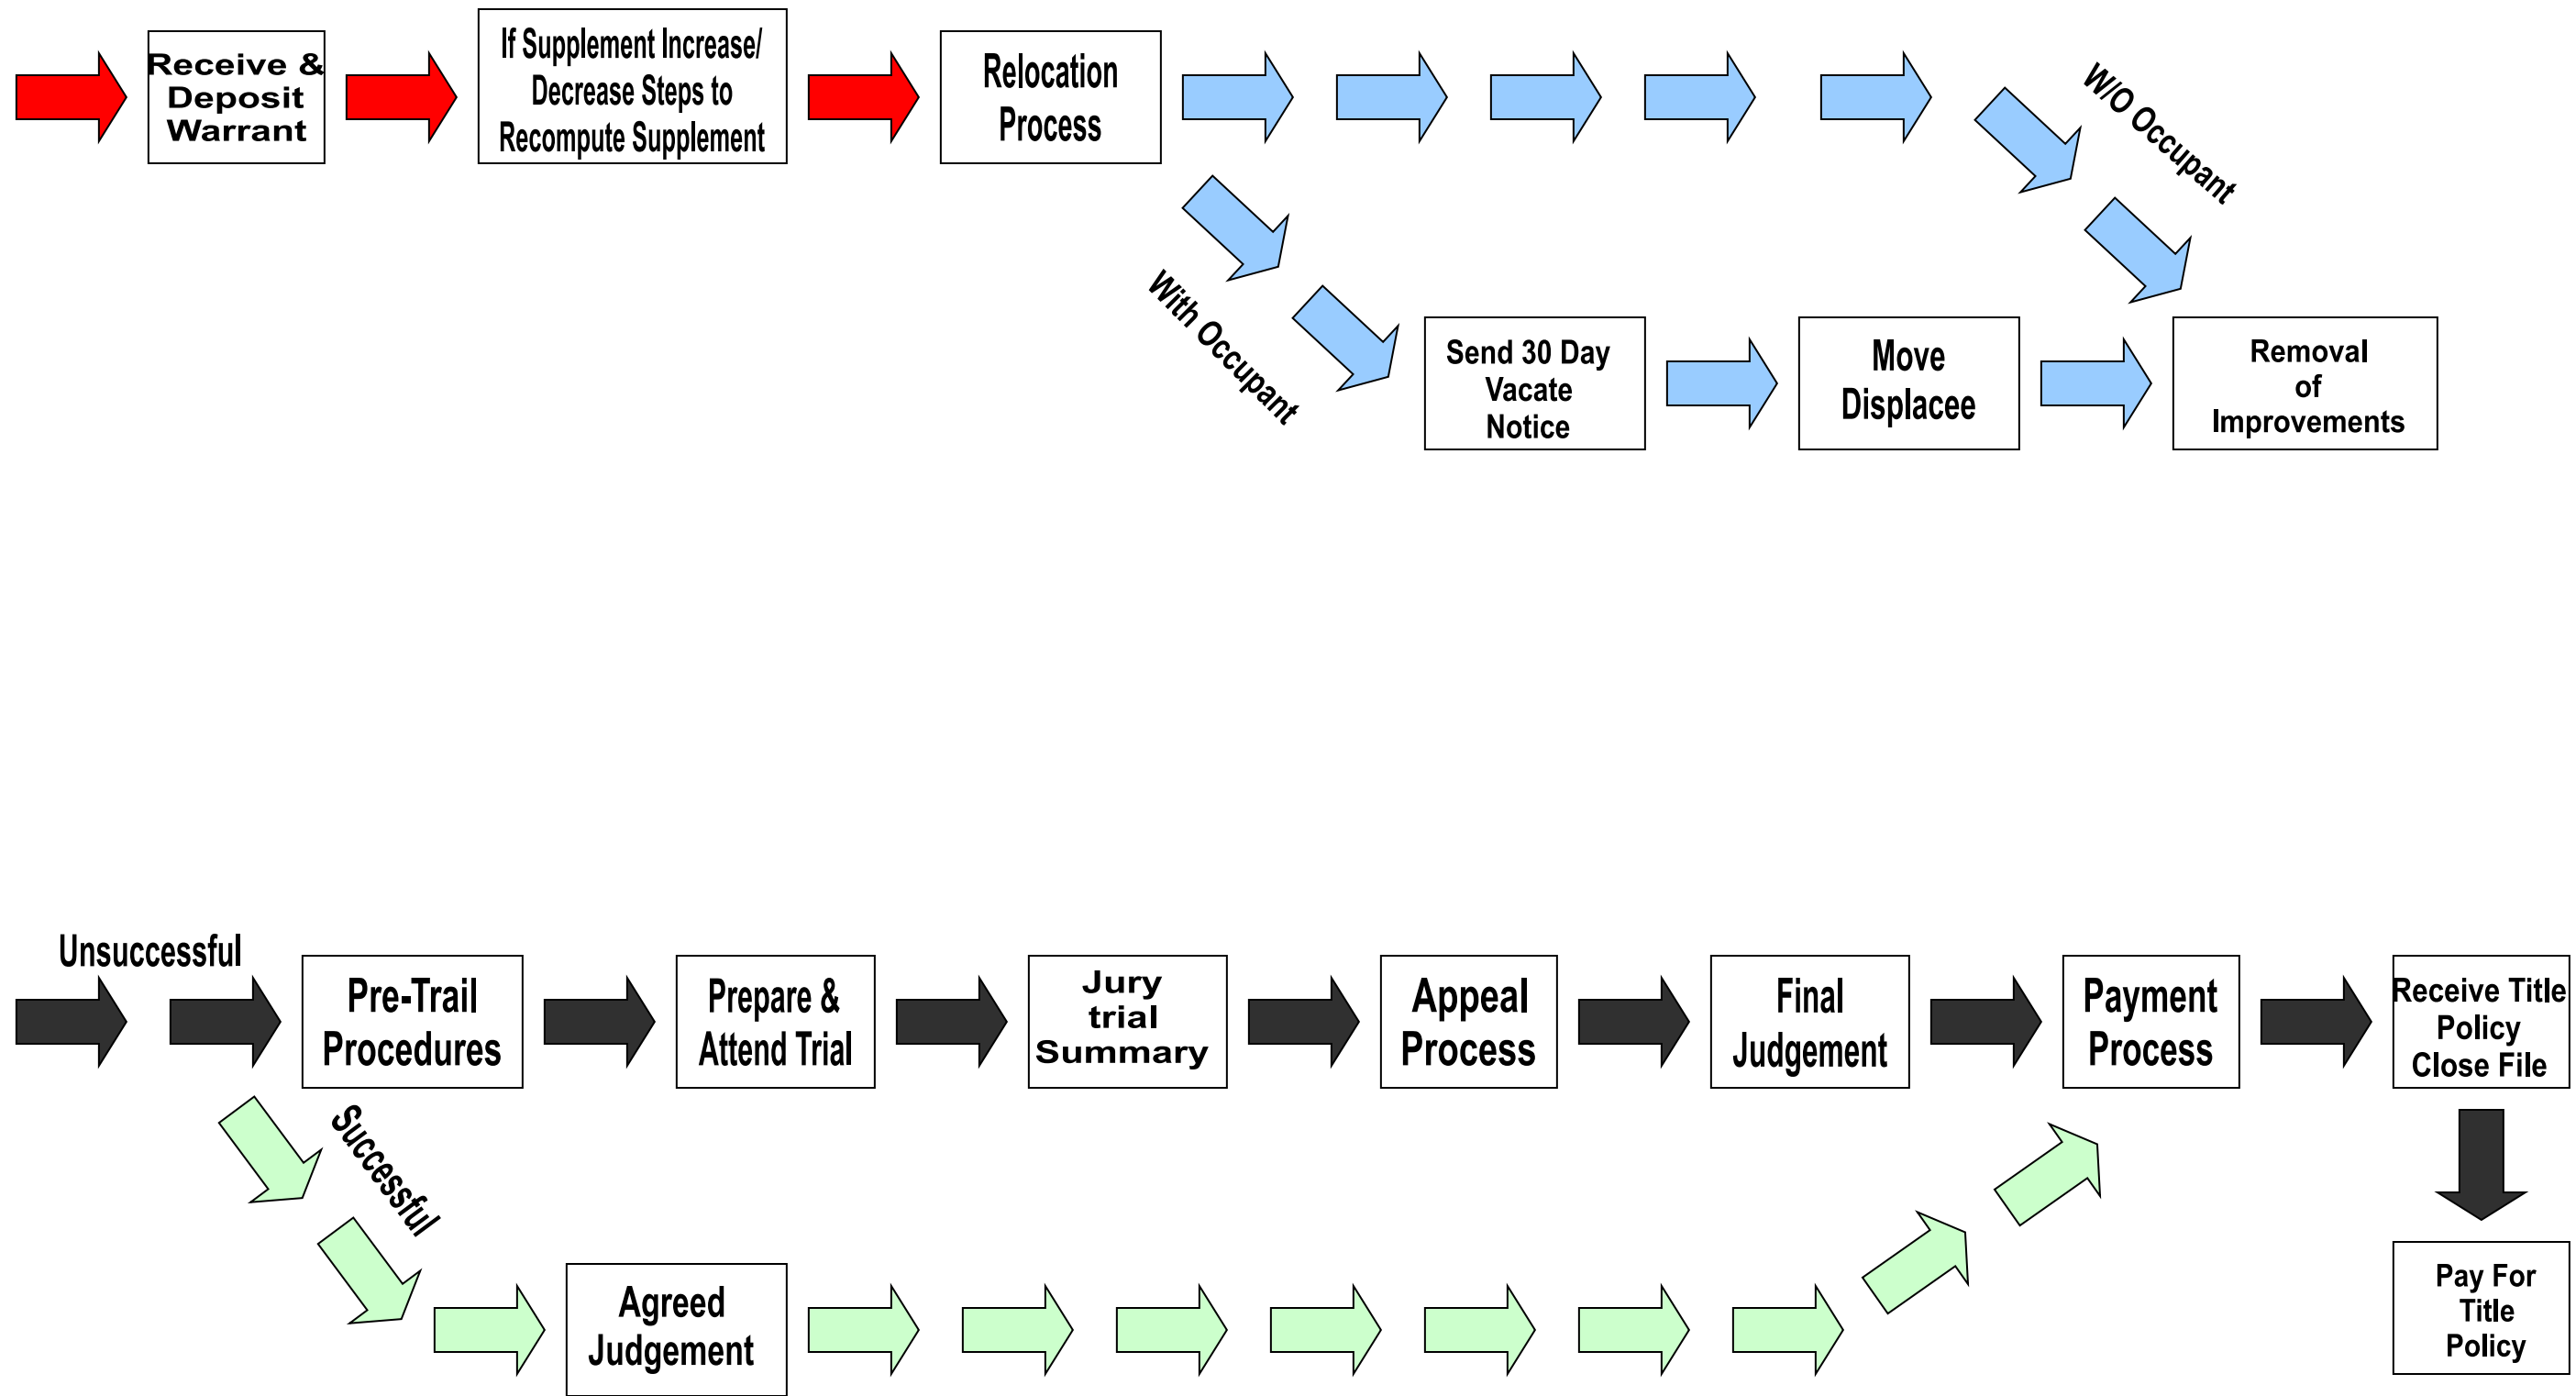 Receive &
Deposit
Warrant
If Supplement Increase/
Decrease Steps to
Recompute Supplement
Relocation
Process
W/O Occupant
With Occupant
Send 30 Day
Vacate
Notice
Move
Displacee
Removal
of
Improvements
Unsuccessful
Pre-Trail
Procedures
Prepare &
Attend Trial
Jury
trial
Summary
Appeal
Process
Final
Judgement
Payment
Process
Receive Title
Policy
Close File
Successful
Agreed
Judgement
Pay For
Title
Policy